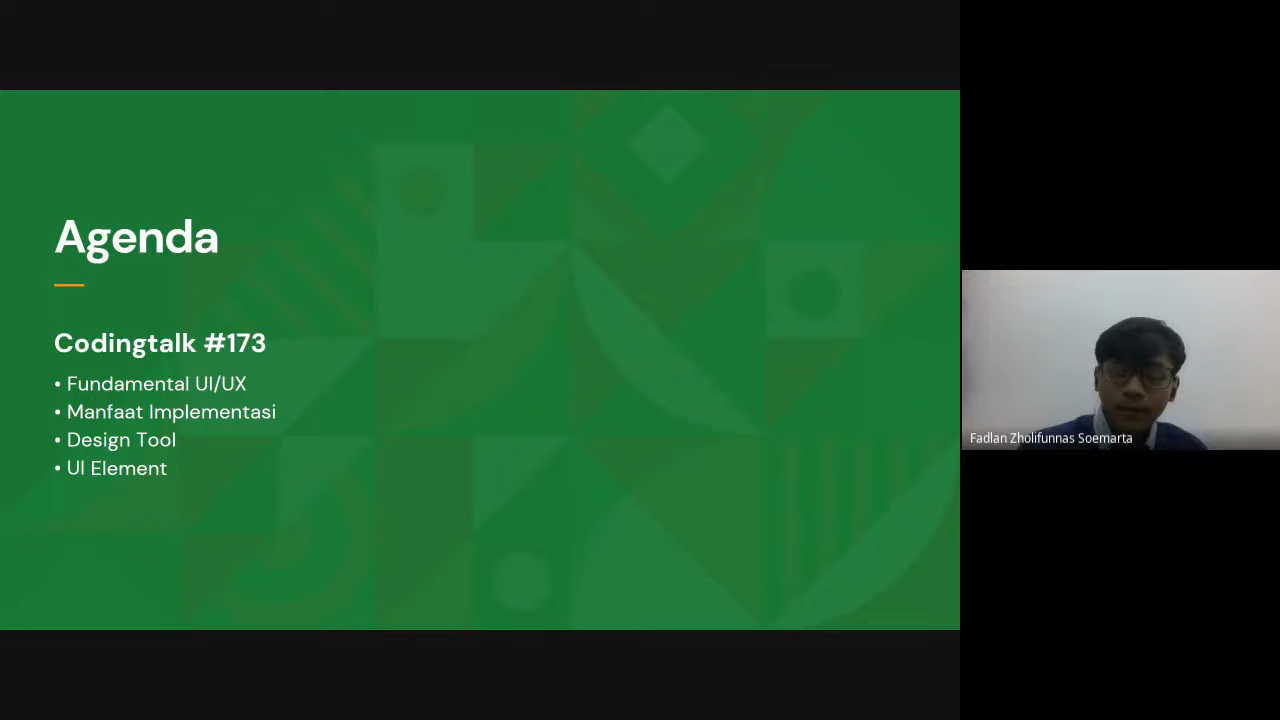 Agenda
Codingtalk #173
• Fundamental UI/UX
• Manfaat Implementasi
• Design Tool
• UI Element
Fadlan Zholifunnas Soemarta